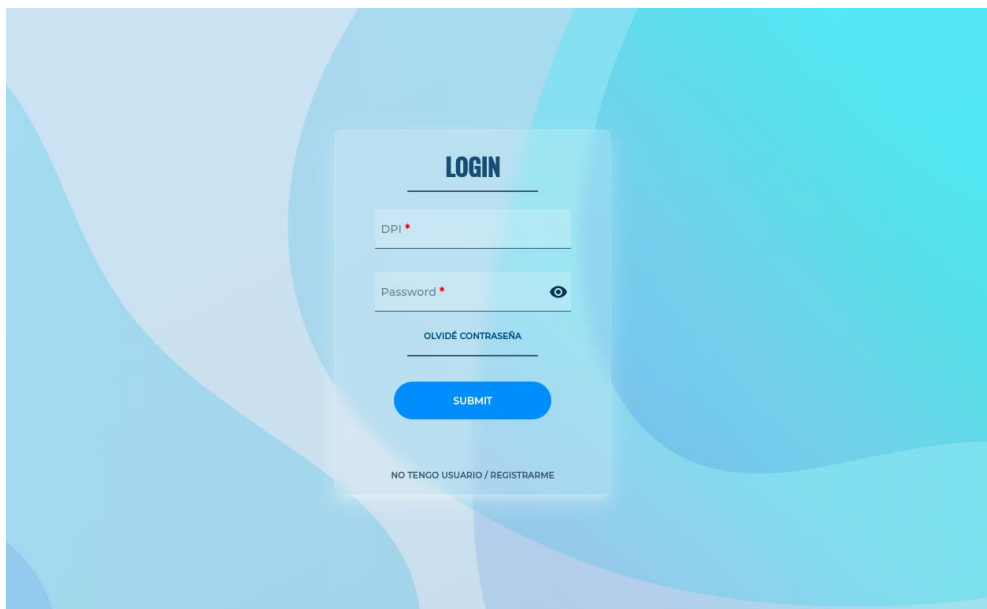 LOGIN
DPI *
Password *
OLVIDÉ CONTRASEÑA
SUBMIT
NO TENGO USUARIO / REGISTRARME